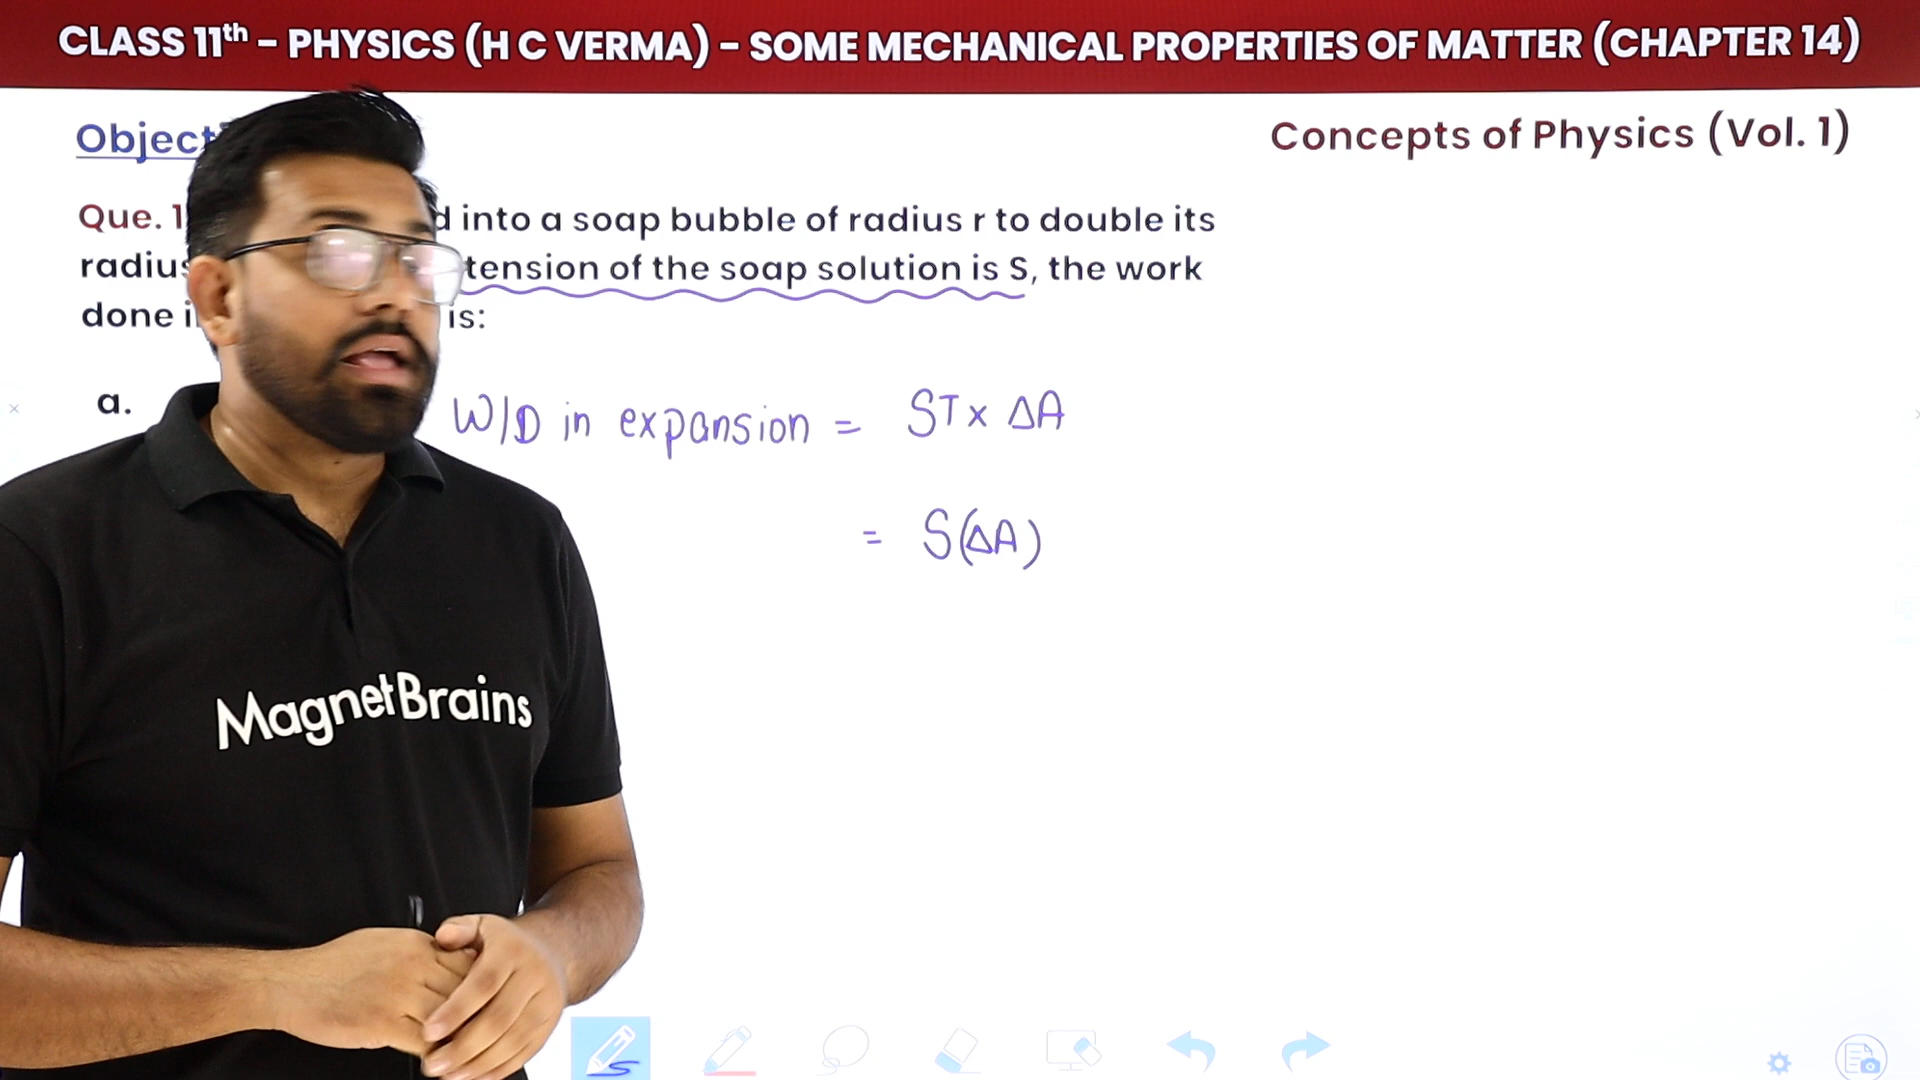 CLASS 11th – PHYSICS (H C VERMA) – SOME MECHANICAL PROPERTIES OF MATTER (CHAPTER 14)
Concepts of Physics (Vol. 1)
Que. 1 into a soap bubble of radius r to double its
tension of the soap solution is S, the work
done is:
a.
W/D in expansion = ST x ΔA
= S(ΔA)
MagnetBrains